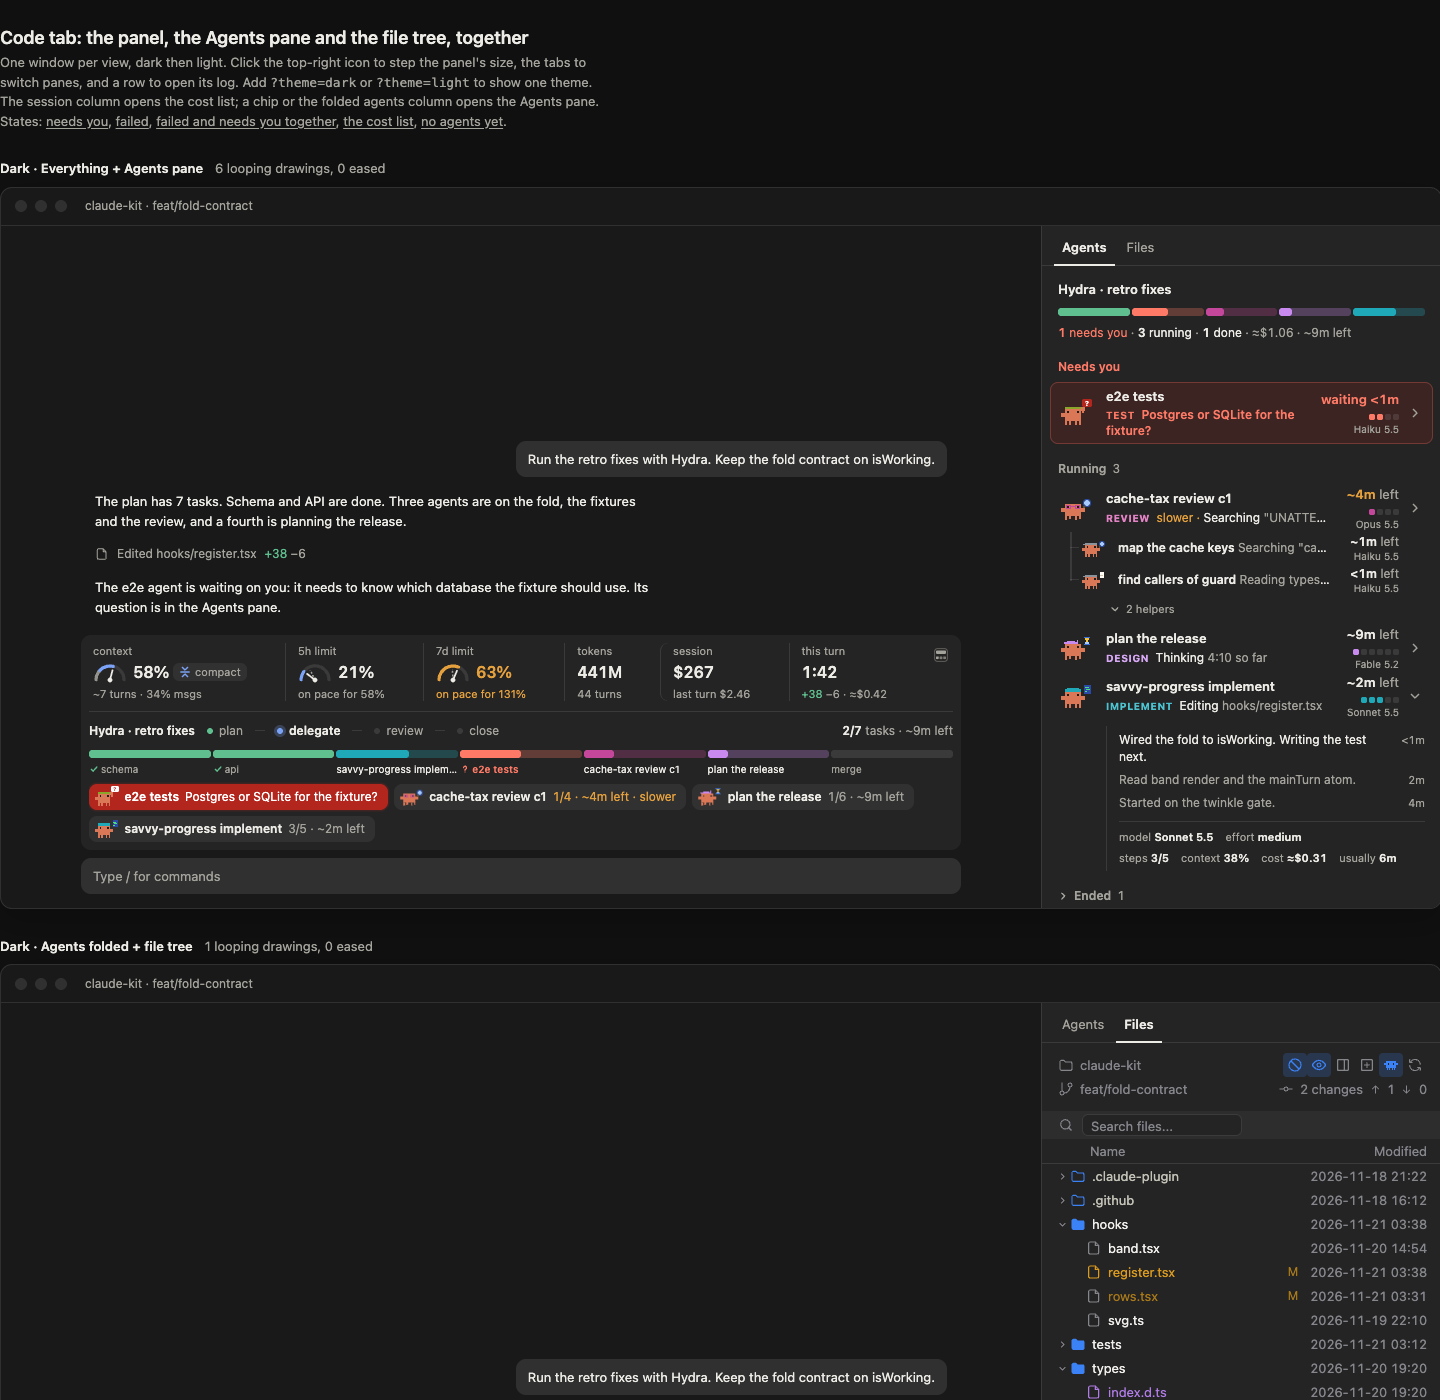 Code tab: the panel, the Agents pane and the file tree, together
One window per view, dark then light. Click the top-right icon to step the panel's size, the tabs to
switch panes, and a row to open its log. Add ?theme=dark or ?theme=light to show one theme.
The session column opens the cost list; a chip or the folded agents column opens the Agents pane.
States: needs you, failed, failed and needs you together, the cost list, no agents yet.
Dark · Everything + Agents pane 6 looping drawings, 0 eased
claude-kit · feat/fold-contract
Run the retro fixes with Hydra. Keep the fold contract on isWorking.
The plan has 7 tasks. Schema and API are done. Three agents are on the fold, the fixtures
and the review, and a fourth is planning the release.
Edited hooks/register.tsx +38 −6
The e2e agent is waiting on you: it needs to know which database the fixture should use. Its
question is in the Agents pane.
context
58% compact
~7 turns · 34% msgs
5h limit
21%
on pace for 58%
7d limit
63%
on pace for 131%
tokens
441M
44 turns
session
$267
last turn $2.46
this turn
1:42
+38 −6 · ≈$0.42
Hydra · retro fixes plan delegate review close 2/7 tasks · ~9m left
✓ schema ✓ api savvy-progress implem... ? e2e tests cache-tax review c1 plan the release merge
e2e tests Postgres or SQLite for the fixture? cache-tax review c1 1/4 · ~4m left · slower plan the release 1/6 · ~9m left
savvy-progress implement 3/5 · ~2m left
Type / for commands
Agents Files
Hydra · retro fixes
1 needs you · 3 running · 1 done · ≈$1.06 · ~9m left
Needs you
e2e tests waiting <1m
TEST Postgres or SQLite for the
fixture?
Haiku 5.5
Running 3
cache-tax review c1 ~4m left
REVIEW slower · Searching "UNATTE...
Opus 5.5
map the cache keys Searching "ca... ~1m left
Haiku 5.5
find callers of guard Reading types... <1m left
Haiku 5.5
2 helpers
plan the release ~9m left
DESIGN Thinking 4:10 so far
Fable 5.2
savvy-progress implement ~2m left
IMPLEMENT Editing hooks/register.tsx
Sonnet 5.5
Wired the fold to isWorking. Writing the test <1m
next.
Read band render and the mainTurn atom. 2m
Started on the twinkle gate. 4m
model Sonnet 5.5 effort medium
steps 3/5 context 38% cost ≈$0.31 usually 6m
Ended 1
Dark · Agents folded + file tree 1 looping drawings, 0 eased
claude-kit · feat/fold-contract
Run the retro fixes with Hydra. Keep the fold contract on isWorking.
Agents Files
claude-kit
feat/fold-contract 2 changes ↑ 1 ↓ 0
Search files...
Name Modified
.claude-plugin 2026-11-18 21:22
.github 2026-11-18 16:12
hooks 2026-11-21 03:38
band.tsx 2026-11-20 14:54
register.tsx M 2026-11-21 03:38
rows.tsx M 2026-11-21 03:31
svg.ts 2026-11-19 22:10
tests 2026-11-21 03:12
types 2026-11-20 19:20
index.d.ts 2026-11-20 19:20